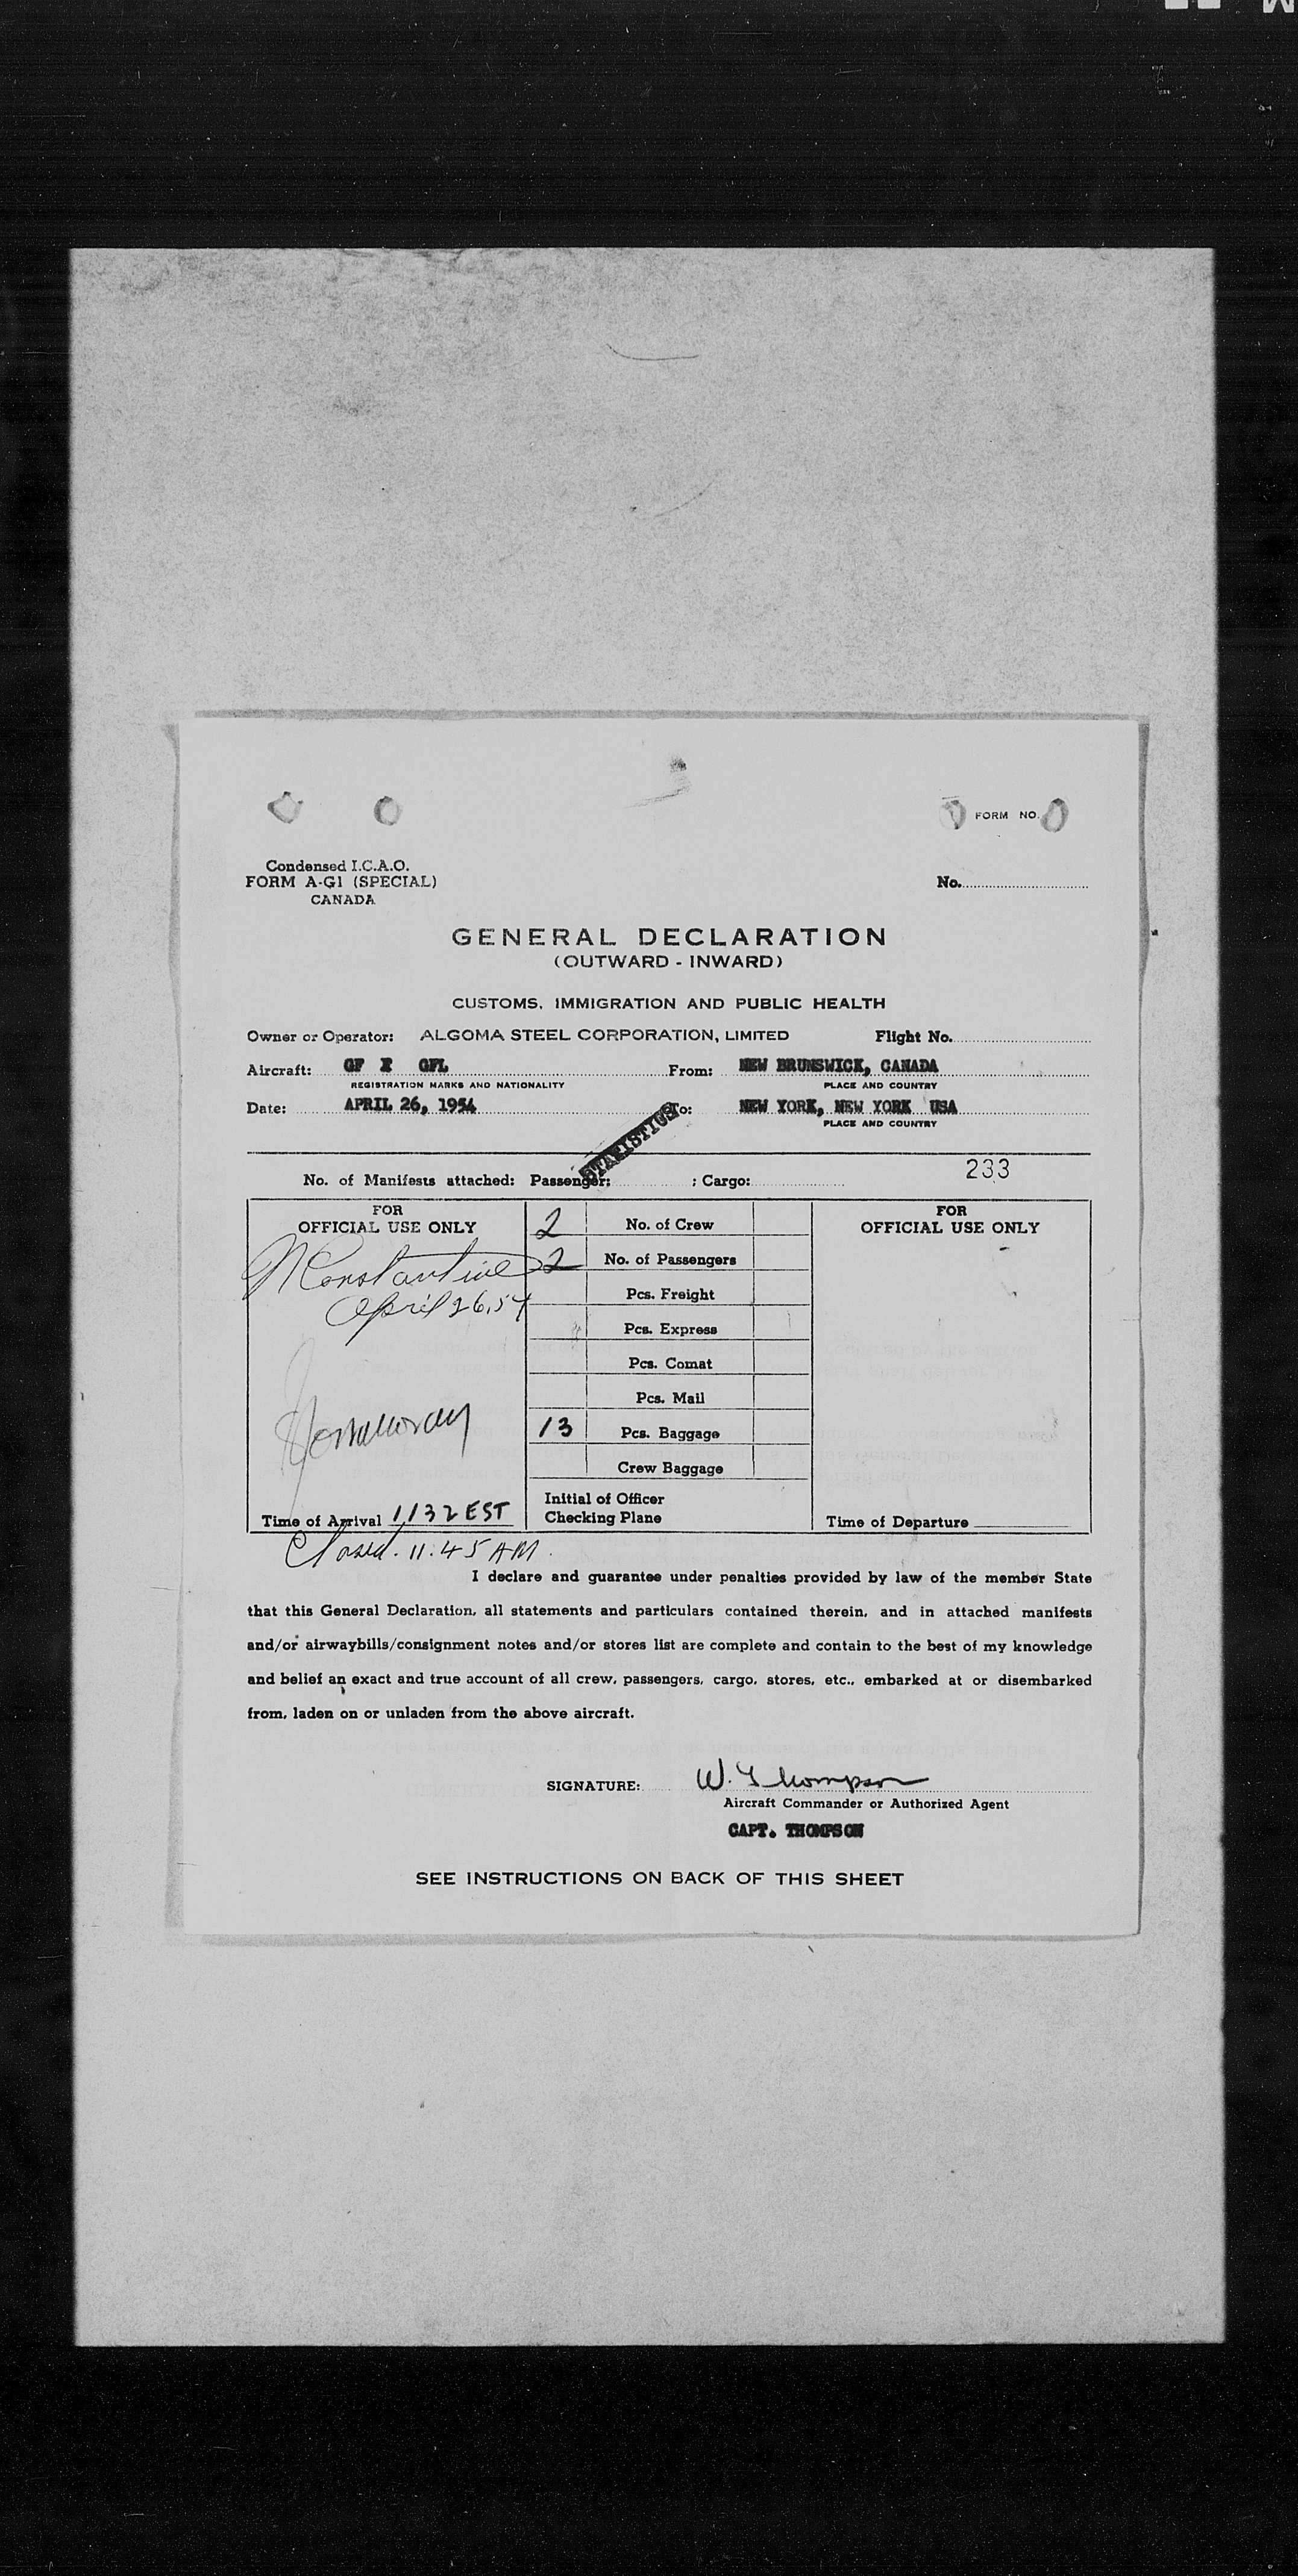 FORM NO.
Condensed I.C.A.O.
FORM A-G1 (SPECIAL)
CANADA
No.
GENERAL DECLARATION
(OUTWARD - INWARD)
CUSTOMS, IMMIGRATION AND PUBLIC HEALTH
Owner or Operator: ALGOMA STEEL CORPORATION, LIMITED Flight No.
Aircraft: GFL From: NEW BRUNSWICK, CANADA
REGISTRATION MARKS AND NATIONALITY PLACE AND COUNTRY
Date: APRIL 26, 1954 To: NEW YORK, NEW YORK USA
PLACE AND COUNTRY
STATISTICS
233
No. of Manifests attached: Passenger: ; Cargo:
FOR
OFFICIAL USE ONLY
Constantine
April 26, 54
Time of Arrival 1132 EST
Closed. 11:45 AM.
2 No. of Crew
2 No. of Passengers
Pcs. Freight
Pcs. Express
Pcs. Comat
Pcs. Mail
13 Pcs. Baggage
Crew Baggage
Initial of Officer
Checking Plane
FOR
OFFICIAL USE ONLY
Time of Departure
I declare and guarantee under penalties provided by law of the member State
that this General Declaration, all statements and particulars contained therein, and in attached manifests
and/or airwaybills/consignment notes and/or stores list are complete and contain to the best of my knowledge
and belief an exact and true account of all crew, passengers, cargo, stores, etc., embarked at or disembarked
from, laden on or unladen from the above aircraft.
SIGNATURE: W. Thompson
Aircraft Commander or Authorized Agent
CAPT. THOMPSON
SEE INSTRUCTIONS ON BACK OF THIS SHEET